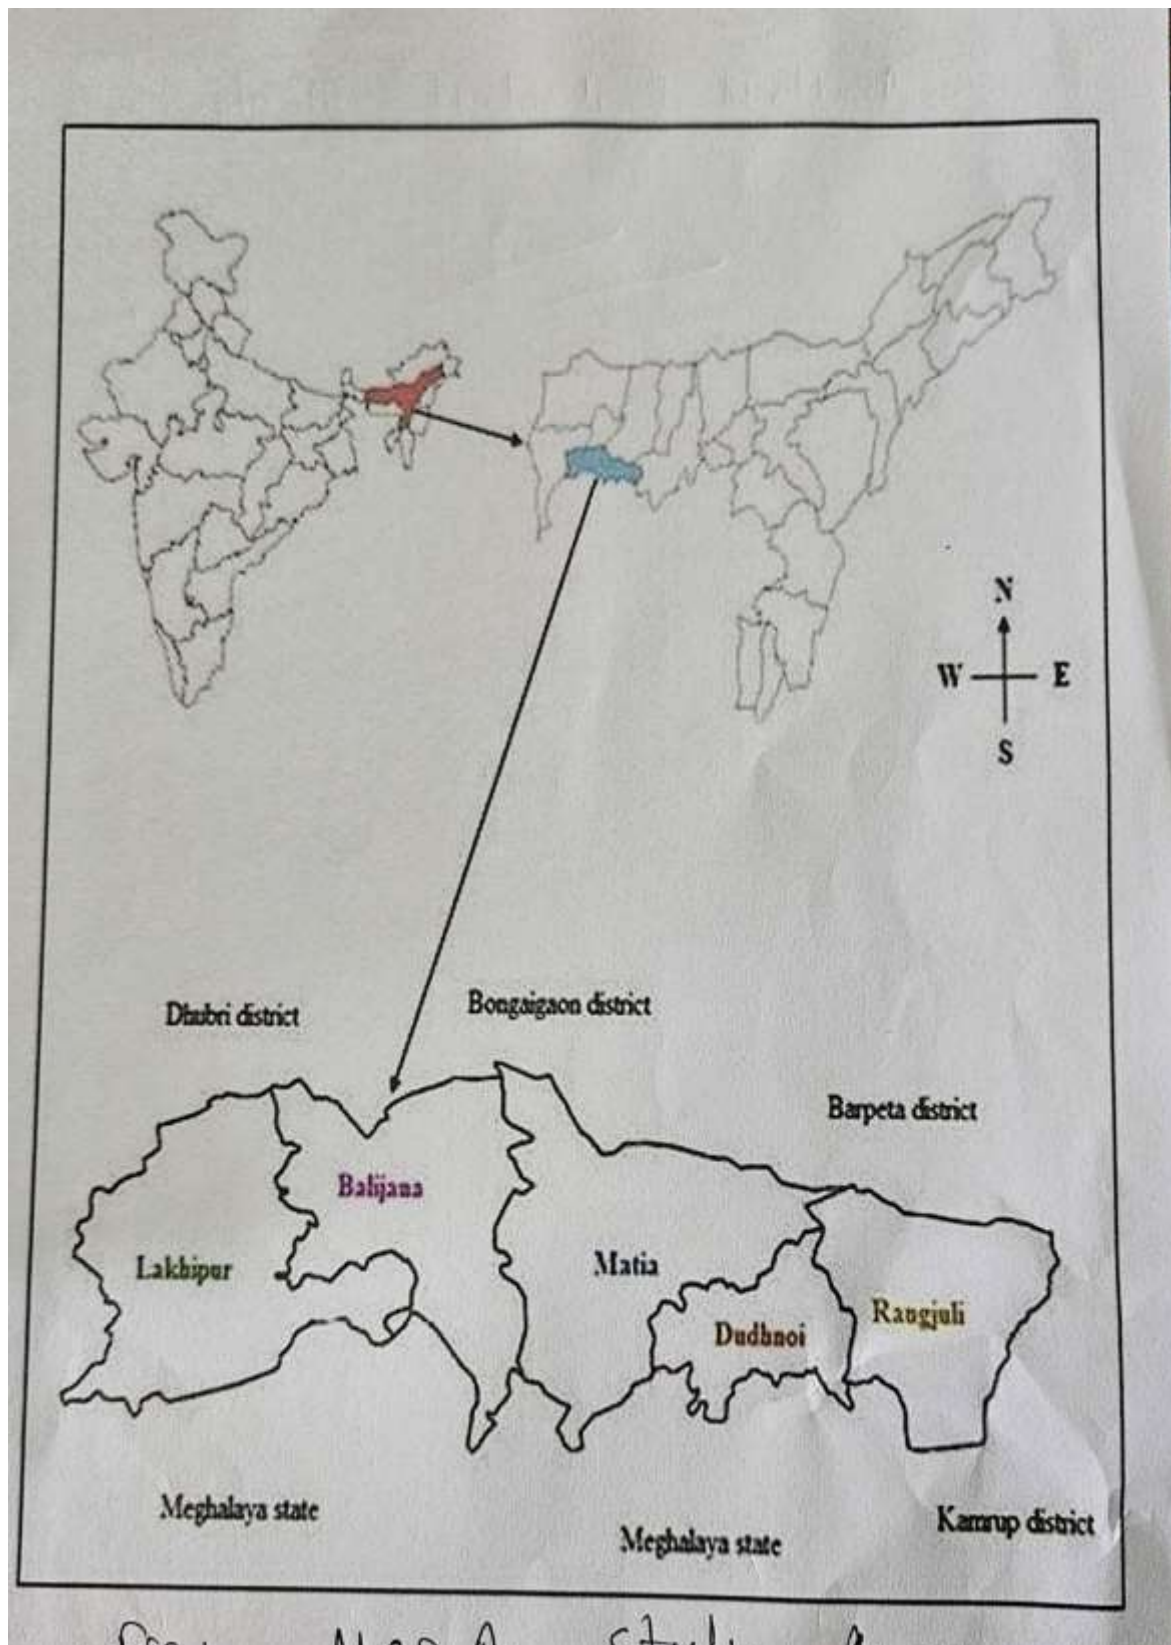 N
W E
S
Dhubri district
Bongaigaon district
Barpeta district
Balijana
Lakhipur
Matia
Rangjuli
Dudhnoi
Meghalaya state
Kamrup district
Meghalaya state